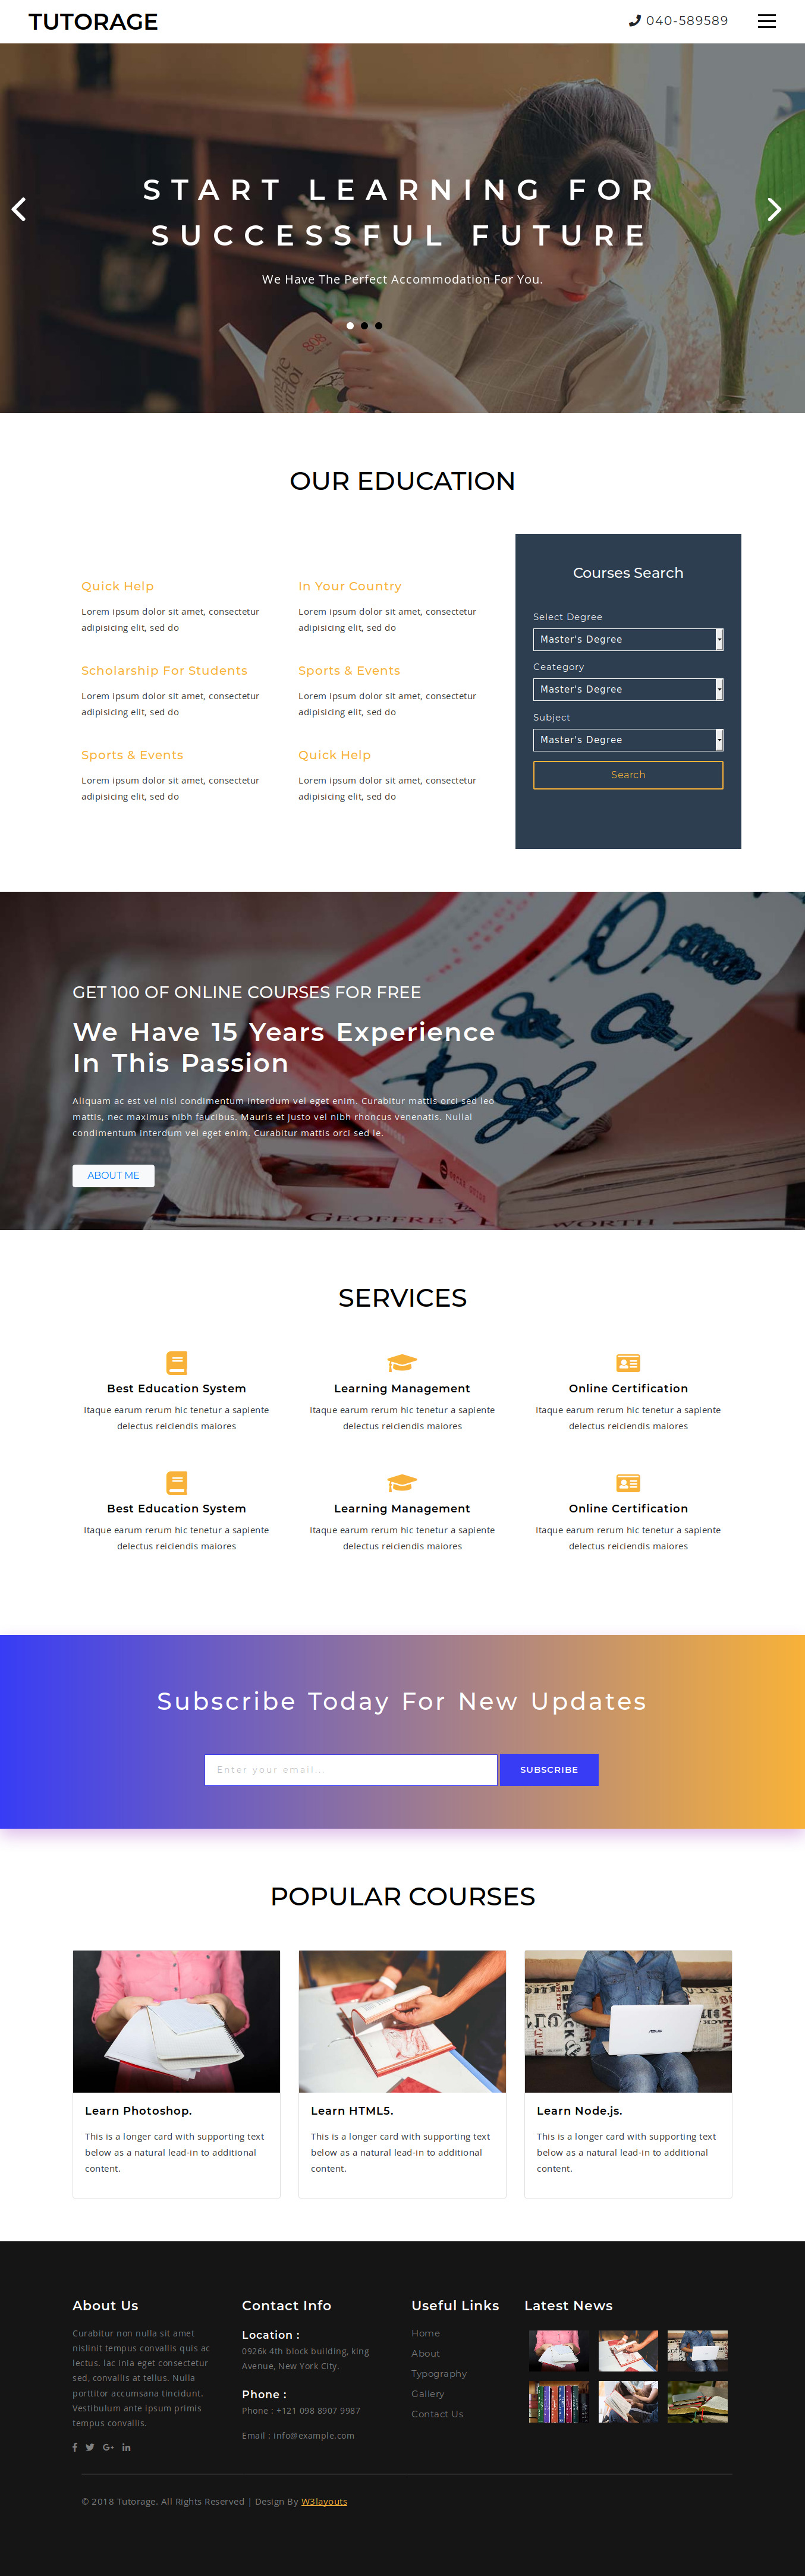 TUTORAGE
040-589589
START LEARNING FOR
SUCCESSFUL FUTURE
We Have The Perfect Accommodation For You.
808
OUR EDUCATION
Quick Help
Lorem ipsum dolor sit amet, consectetur
adipisicing elit, sed do
In Your Country
Lorem ipsum dolor sit amet, consectetur
adipisicing elit, sed do
Scholarship For Students
Lorem ipsum dolor sit amet, consectetur
adipisicing elit, sed do
Sports & Events
Lorem ipsum dolor sit amet, consectetur
adipisicing elit, sed do
Sports & Events
Lorem ipsum dolor sit amet, consectetur
adipisicing elit, sed do
Quick Help
Lorem ipsum dolor sit amet, consectetur
adipisicing elit, sed do
Courses Search
Select Degree
Master's Degree
Ceategory
Master's Degree
Subject
Master's Degree
Search
GET 100 OF ONLINE COURSES FOR FREE
We Have 15 Years Experience
In This Passion
Aliquam ac est vel nisl condimentum interdum vel eget enim. Curabitur mattis orci sed leo
mattis, nec maximus nibh faucibus. Mauris et justo vel nibh rhoncus venenatis. Nullal
condimentum interdum vel eget enim. Curabitur mattis orci sed le.
ABOUT ME
SERVICES
Best Education System
Itaque earum rerum hic tenetur a sapiente
delectus reiciendis maiores
Learning Management
Itaque earum rerum hic tenetur a sapiente
delectus reiciendis maiores
Online Certification
Itaque earum rerum hic tenetur a sapiente
delectus reiciendis maiores
Best Education System
Itaque earum rerum hic tenetur a sapiente
delectus reiciendis maiores
Learning Management
Itaque earum rerum hic tenetur a sapiente
delectus reiciendis maiores
Online Certification
Itaque earum rerum hic tenetur a sapiente
delectus reiciendis maiores
Subscribe Today For New Updates
Enter your email...
SUBSCRIBE
POPULAR COURSES
Learn Photoshop.
This is a longer card with supporting text
below as a natural lead-in to additional
content.
Learn HTML5.
This is a longer card with supporting text
below as a natural lead-in to additional
content.
ASUS
Learn Node.js.
This is a longer card with supporting text
below as a natural lead-in to additional
content.
About Us
Curabitur non nulla sit amet
nislinit tempus convallis quis ac
lectus. lac inia eget consectetur
sed, convallis at tellus. Nulla
porttitor accumsana tincidunt.
Vestibulum ante ipsum primis
tempus convallis.
Contact Info
Location :
0926k 4th block building, king
Avenue, New York City.
Phone :
Phone : +121 098 8907 9987
Email : info@example.com
Useful Links
Home
About
Typography
Gallery
Contact Us
Latest News
© 2018 Tutorage. All Rights Reserved | Design By W3layouts